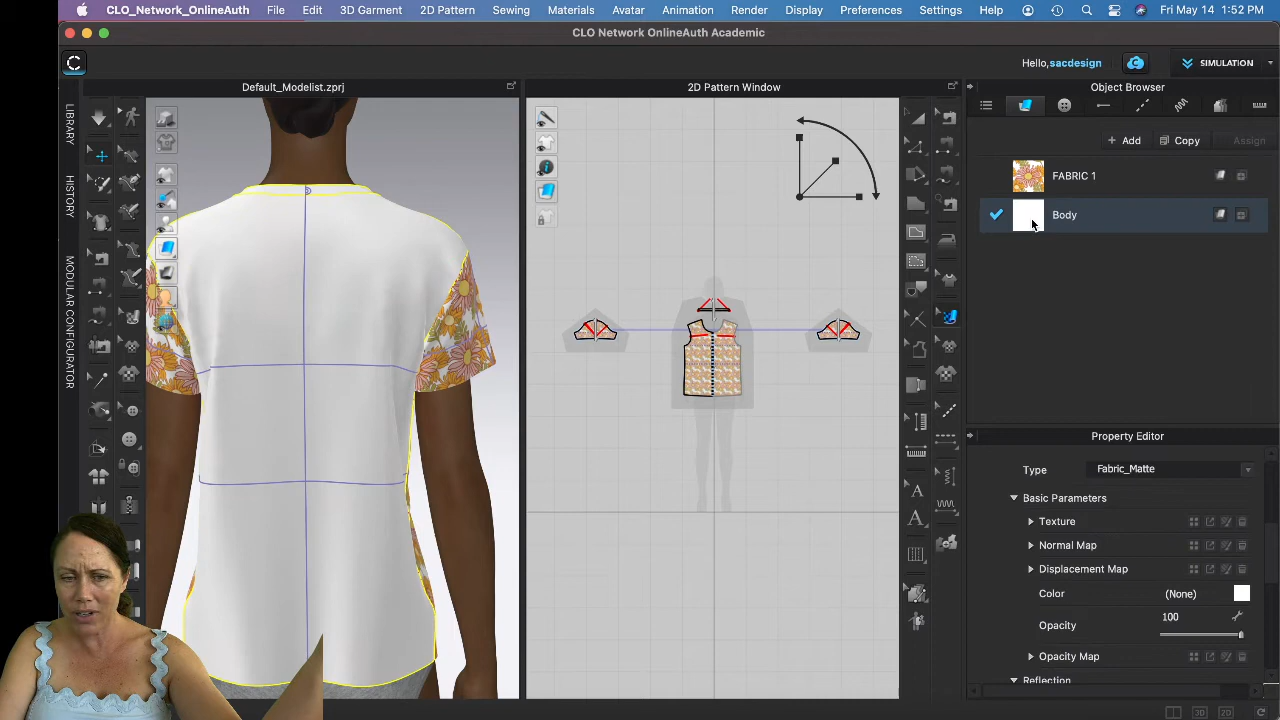 CLO_Network_OnlineAuth File Edit 3D Garment 2D Pattern Sewing Materials Avatar Animation Render Display Preferences Settings Help Fri May 14 1:52 PM
CLO Network OnlineAuth Academic
Hello, sacdesign
SIMULATION
Default_Modelist.zprj
2D Pattern Window
Object Browser
LIBRARY
HISTORY
MODULAR CONFIGURATOR
+ Add Copy Assign
FABRIC 1
Body
Property Editor
Type Fabric_Matte
Basic Parameters
Texture
Normal Map
Displacement Map
Color (None)
Opacity 100
Opacity Map
Reflection
A
A
3D 2D